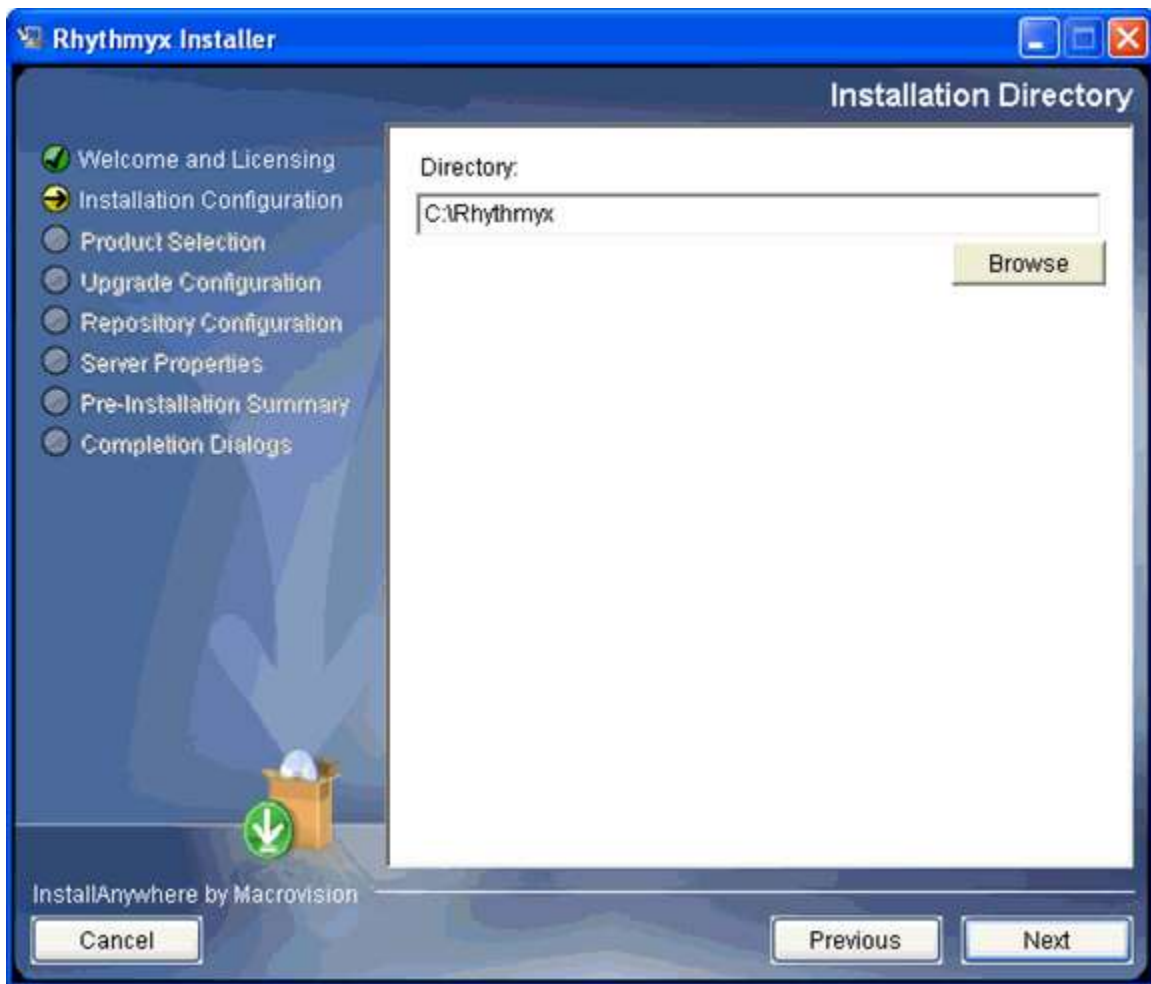 Rhythmyx Installer
Installation Directory
Welcome and Licensing
Installation Configuration
Product Selection
Upgrade Configuration
Repository Configuration
Server Properties
Pre-Installation Summary
Completion Dialogs
Directory:
C:\Rhythmyx
Browse
InstallAnywhere by Macrovision
Cancel
Previous
Next